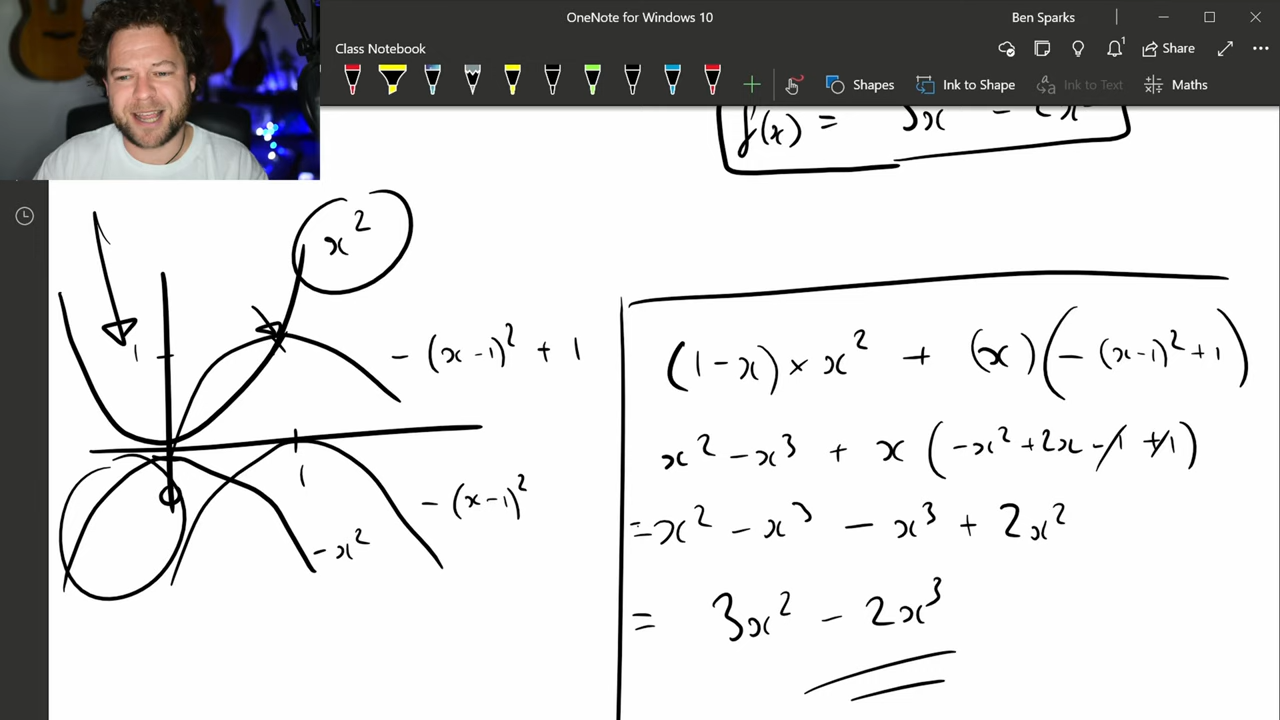 OneNote for Windows 10
Ben Sparks
Class Notebook
Share
Shapes
Ink to Shape
Ink to Text
Maths
f(x) =
x²
1
- (x-1)² + 1
1
- (x-1)²
-x²
(1-x) × x² + (x)(-(x-1)²+1)
x² - x³ + x (-x²+2x-1+1)
= x² - x³ - x³ + 2x²
= 3x² - 2x³